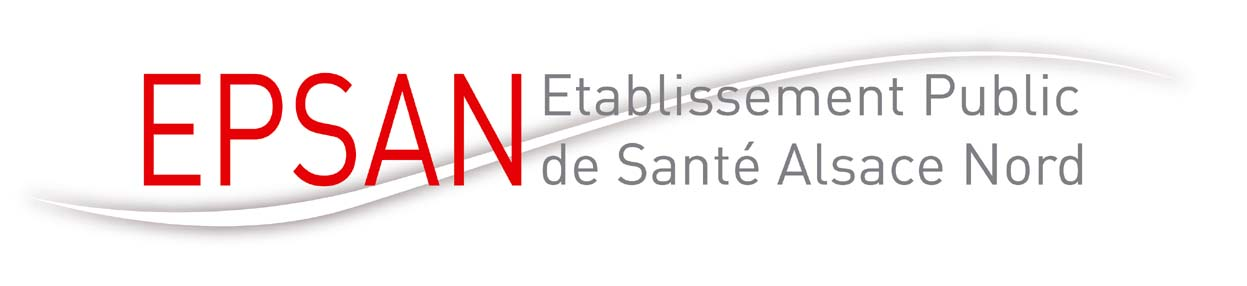 EPSAN
Etablissement Public
de Santé Alsace Nord